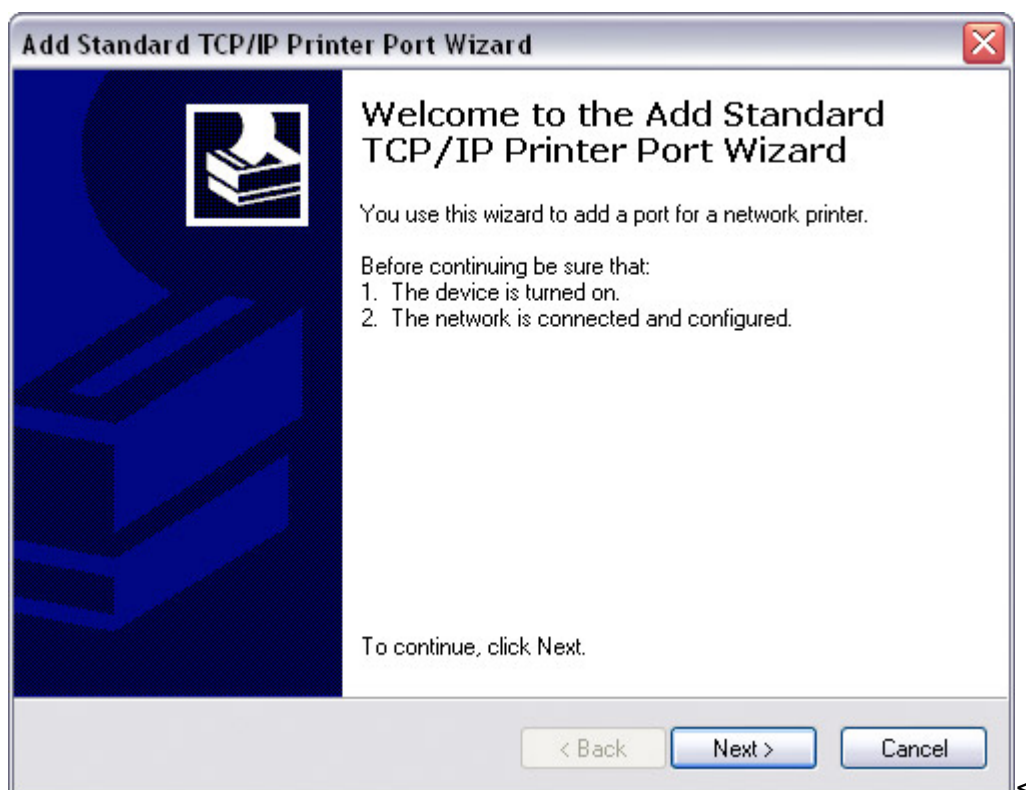 Add Standard TCP/IP Printer Port Wizard
Welcome to the Add Standard
TCP/IP Printer Port Wizard
You use this wizard to add a port for a network printer.
Before continuing be sure that:
1. The device is turned on.
2. The network is connected and configured.
To continue, click Next.
< Back Next > Cancel
<